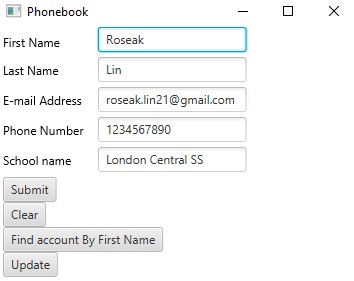 Phonebook
First Name Roseak
Last Name Lin
E-mail Address roseak.lin21@gmail.com
Phone Number 1234567890
School name London Central SS
Submit
Clear
Find account By First Name
Update